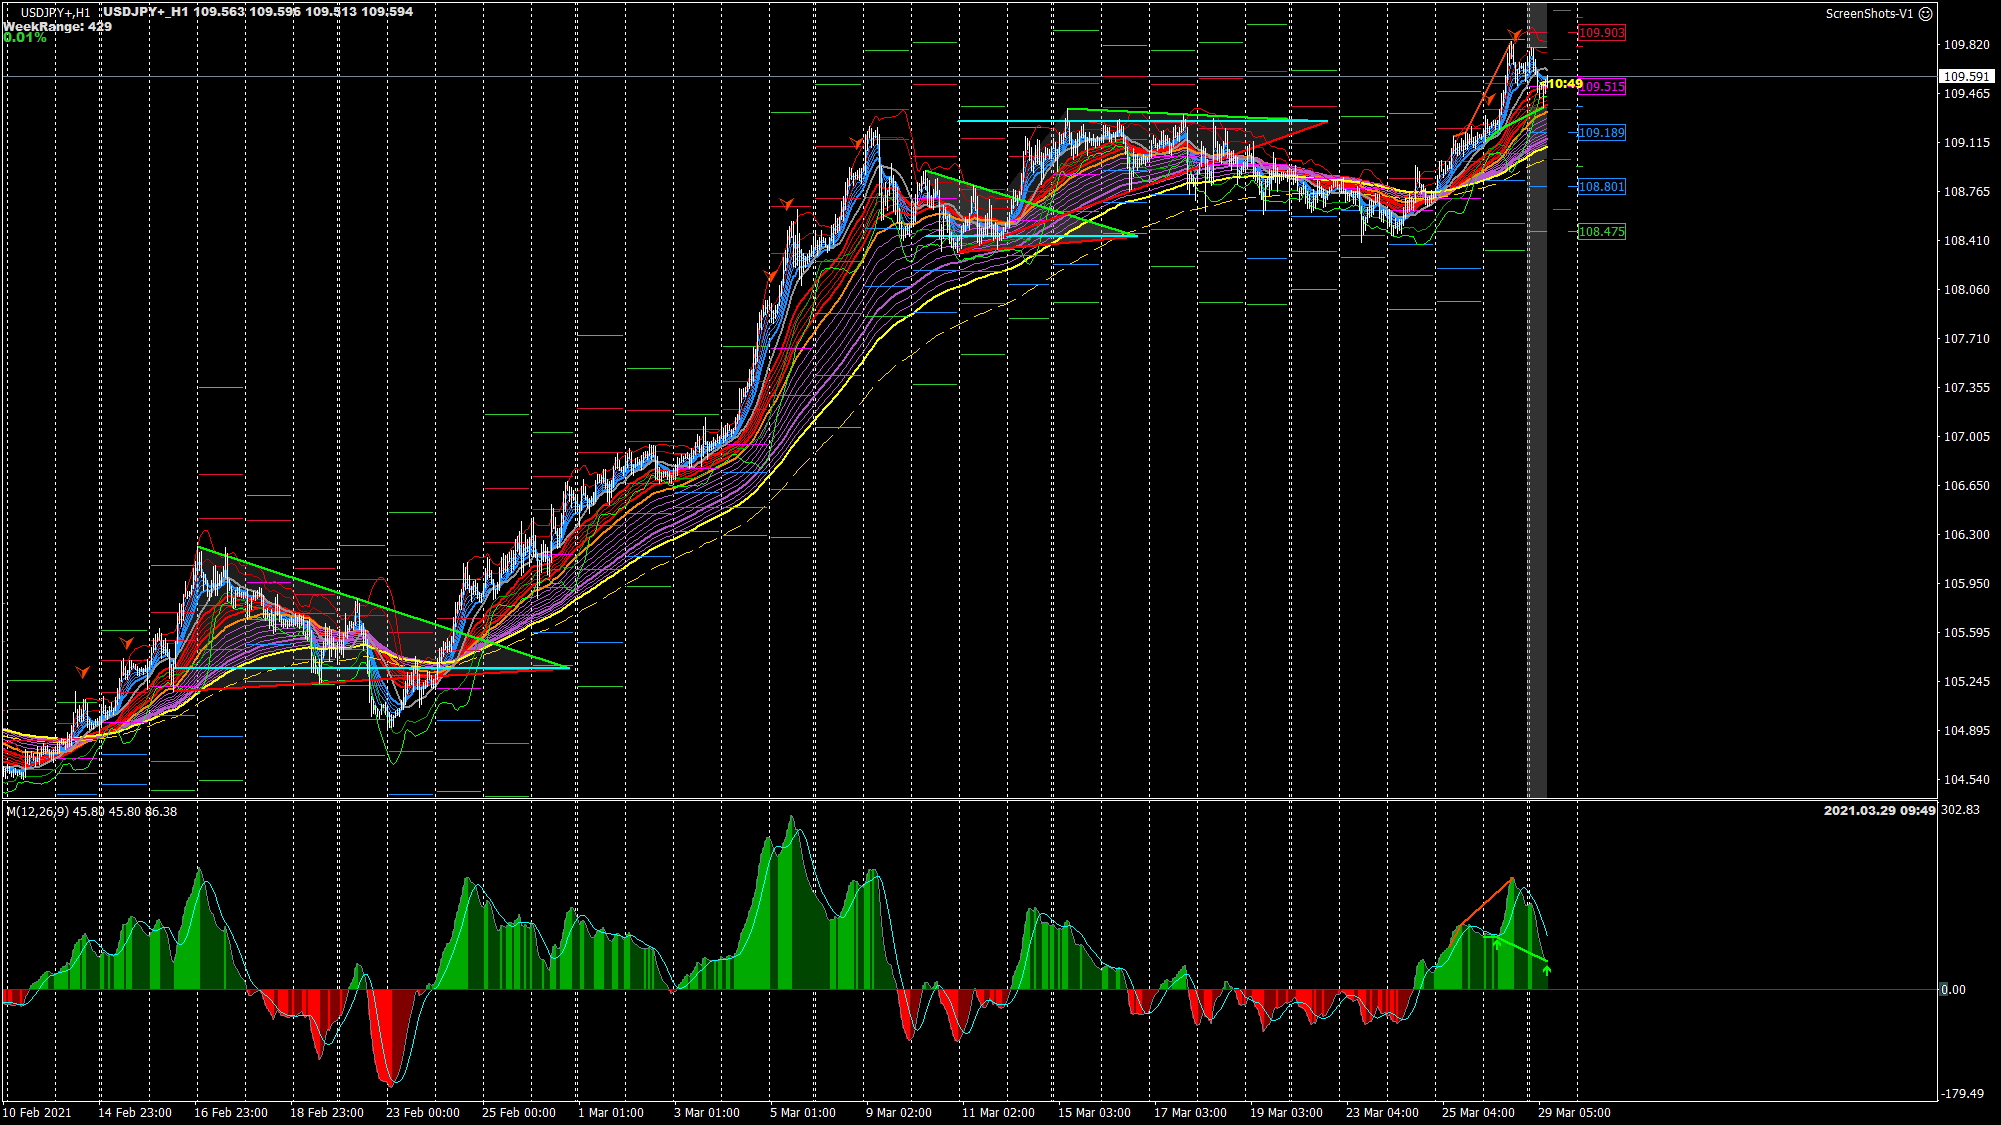 USDJPY+,H1 USDJPY+_H1 109.563 109.596 109.513 109.594
ScreenShots-V1
WeekRange: 429
0.01%
109.903
109.820
109.591
10:49
109.515
109.465
109.189
109.115
108.801
108.765
108.475
108.410
108.060
107.710
107.355
107.005
106.650
106.300
105.950
105.595
105.245
104.895
104.540
M(12,26,9) 45.80 45.80 86.38
2021.03.29 09:49
302.83
0.00
-179.49
10 Feb 2021
14 Feb 23:00
16 Feb 23:00
18 Feb 23:00
23 Feb 00:00
25 Feb 00:00
1 Mar 01:00
3 Mar 01:00
5 Mar 01:00
9 Mar 02:00
11 Mar 02:00
15 Mar 03:00
17 Mar 03:00
19 Mar 03:00
23 Mar 04:00
25 Mar 04:00
29 Mar 05:00